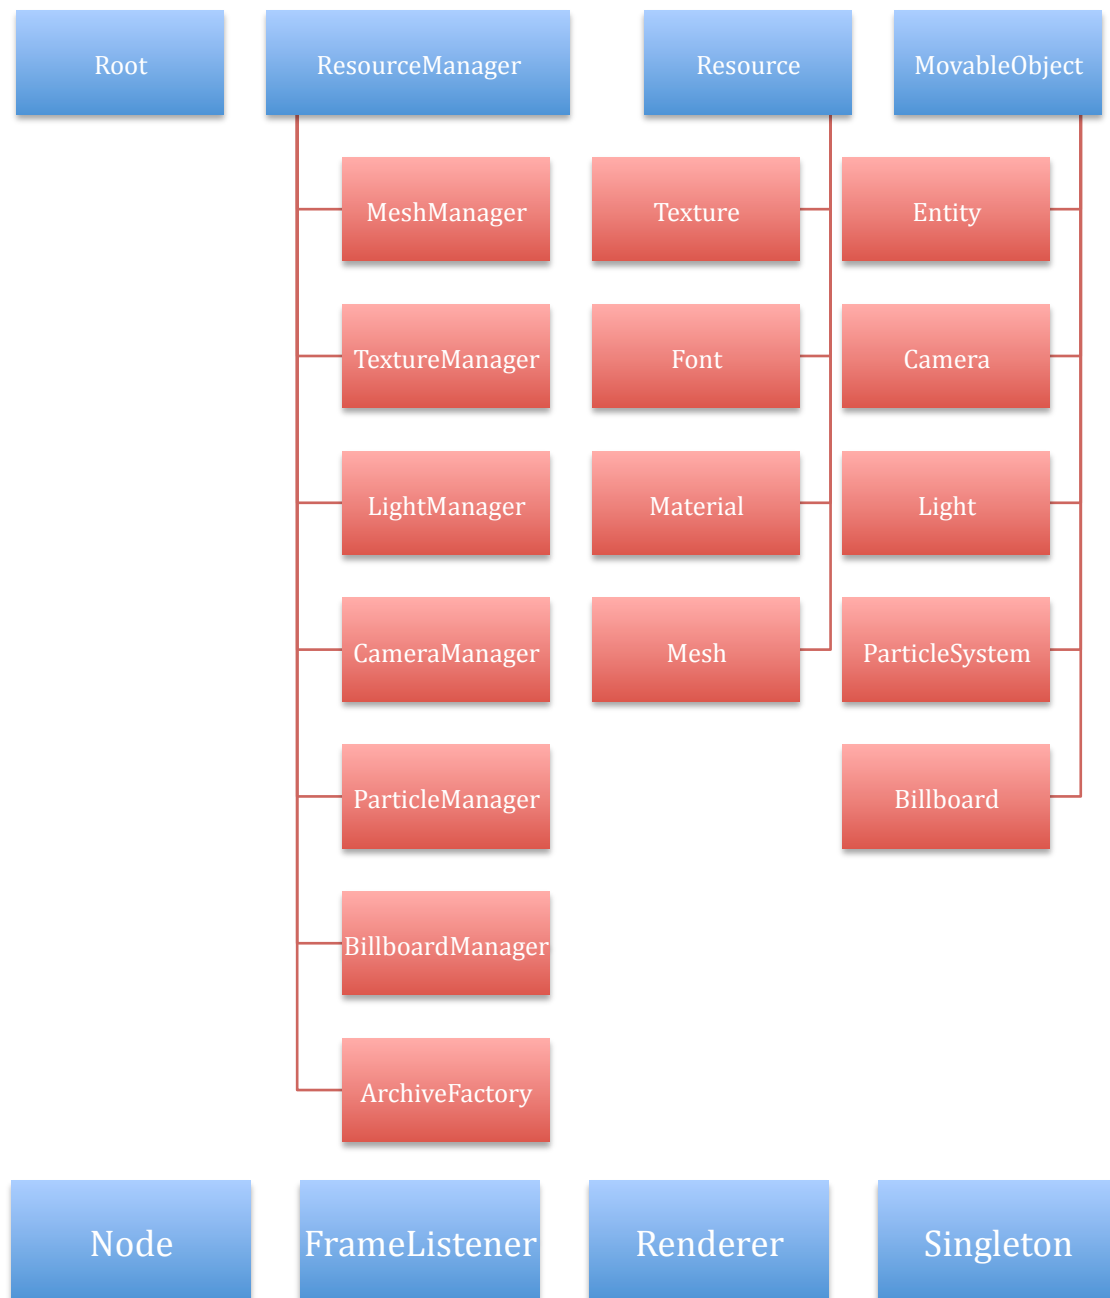 Root
ResourceManager
Resource
MovableObject
MeshManager
Texture
Entity
TextureManager
Font
Camera
LightManager
Material
Light
CameraManager
Mesh
ParticleSystem
ParticleManager
Billboard
BillboardManager
ArchiveFactory
Node
FrameListener
Renderer
Singleton